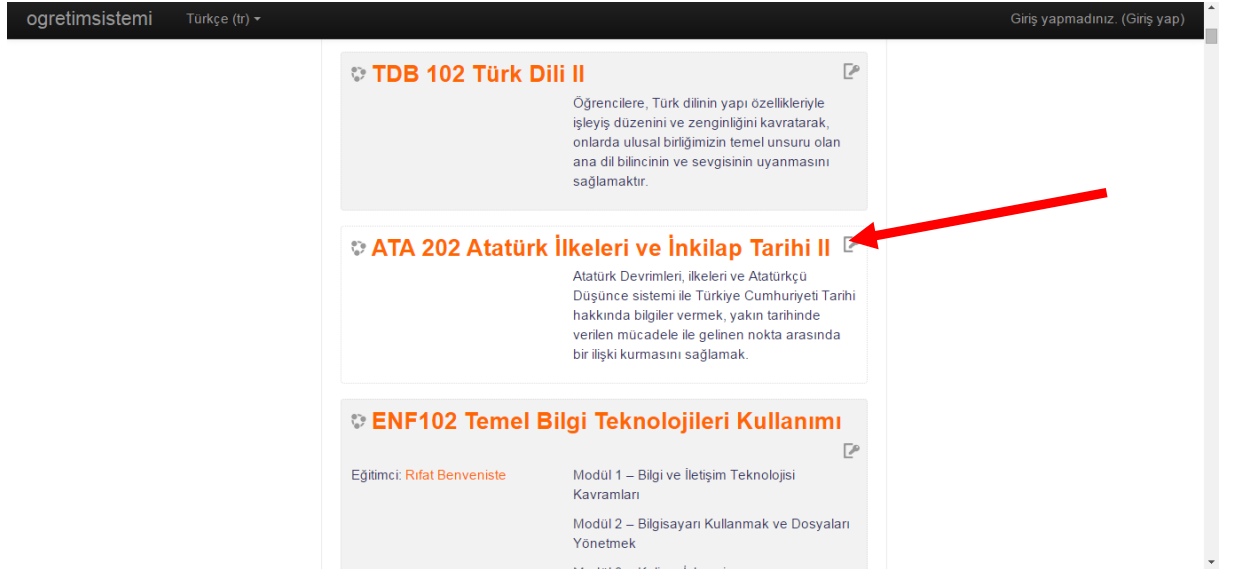 ogretimsistemi Türkçe (tr) Giriş yapmadınız. (Giriş yap)
TDB 102 Türk Dili II
Öğrencilere, Türk dilinin yapı özellikleriyle
işleyiş düzenini ve zenginliğini kavratarak,
onlarda ulusal birliğimizin temel unsuru olan
ana dil bilincinin ve sevgisinin uyanmasını
sağlamaktır.
ATA 202 Atatürk İlkeleri ve İnkilap Tarihi II
Atatürk Devrimleri, ilkeleri ve Atatürkçü
Düşünce sistemi ile Türkiye Cumhuriyeti Tarihi
hakkında bilgiler vermek, yakın tarihinde
verilen mücadele ile gelinen nokta arasında
bir ilişki kurmasını sağlamak.
ENF102 Temel Bilgi Teknolojileri Kullanımı
Eğitimci: Rıfat Benveniste
Modül 1 – Bilgi ve İletişim Teknolojisi
Kavramları
Modül 2 – Bilgisayarı Kullanmak ve Dosyaları
Yönetmek